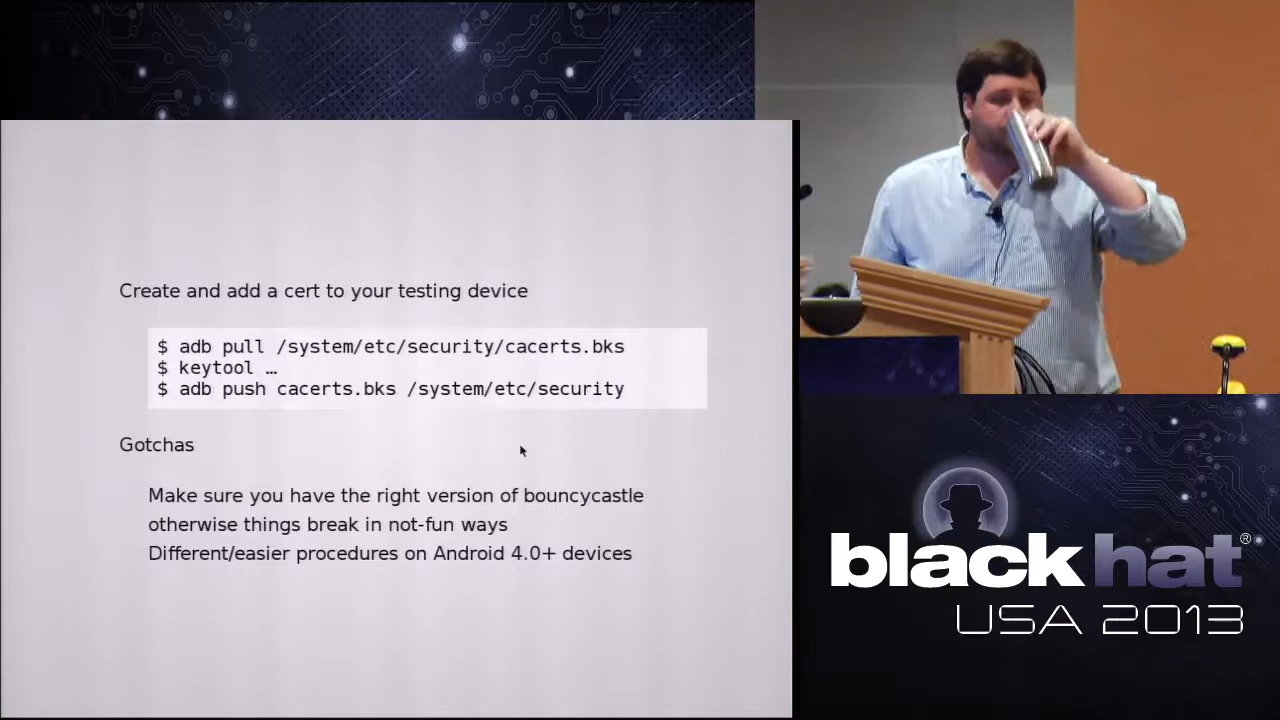 Create and add a cert to your testing device
$ adb pull /system/etc/security/cacerts.bks
$ keytool …
$ adb push cacerts.bks /system/etc/security
Gotchas
Make sure you have the right version of bouncycastle
otherwise things break in not-fun ways
Different/easier procedures on Android 4.0+ devices
black hat®
USA 2013